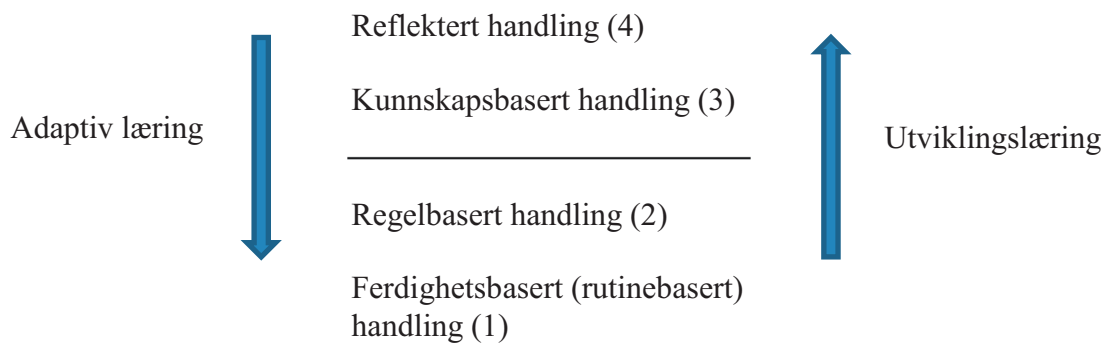 Reflektert handling (4)
Kunnskapsbasert handling (3)
Adaptiv læring
Utviklingslæring
Regelbasert handling (2)
Ferdighetsbasert (rutinebasert)
handling (1)